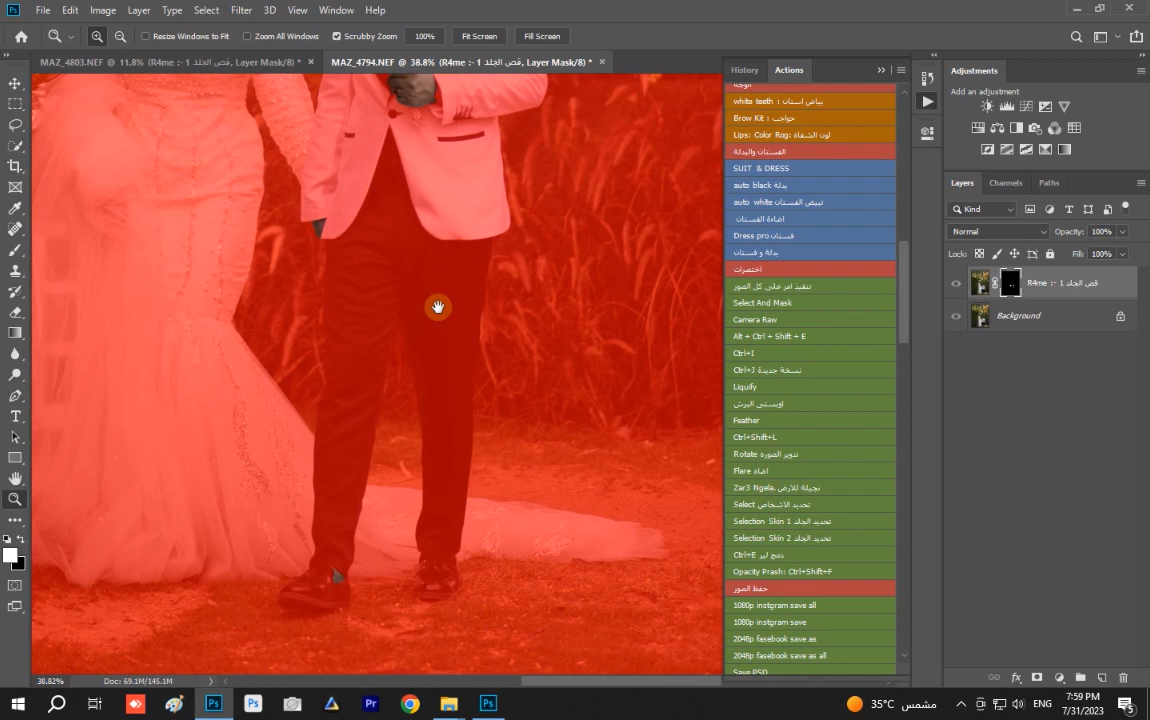 File Edit Image Layer Type Select Filter 3D View Window Help
Resize Windows to Fit Zoom All Windows Scrubby Zoom 100% Fit Screen Fill Screen
MAZ_4803.NEF @ 11.8% (R4me :- 1 قص الجلد, Layer Mask/8) * ×
MAZ_4794.NEF @ 38.8% (R4me :- 1 قص الجلد, Layer Mask/8) * ×
History Actions
white teeth : بياض اسنان
Brow Kit : حواجب
Lips: Color Rog: لون الشفاة
الفستان والبدلة
SUIT & DRESS
auto black بدلة
auto white تبيض الفستان
اضاءة الفستان
Dress pro فستان
بدلة و فستان
اختصرات
تنفيذ امر على كل الصور
Select And Mask
Camera Raw
Alt + Ctrl + Shift + E
Ctrl+I
Ctrl+J نسخة جديدة
Liquify
اوبستى البرش
Feather
Ctrl+Shift+L
Rotate تدوير الصورة
Flare اضاة
Zar3 Ngela. نجيلة للارض
Select تحديد الاشخاص
Selection Skin 1 تحديد الجلد
Selection Skin 2 تحديد الجلد
Ctrl+E دمج لير
Opacity Prash: Ctrl+Shift+F
حفظ الصور
1080p instgram save all
1080p instgram save
2048p fasebook save as
2048p fasebook save as all
Save PSD
Adjustments
Add an adjustment
Layers Channels Paths
Kind
Normal Opacity: 100%
Lock: Fill: 100%
R4me :- 1 قص الجلد
Background
38.82% Doc: 69.1M/145.1M
35°C مشمس ENG 7:59 PM
7/31/2023 5